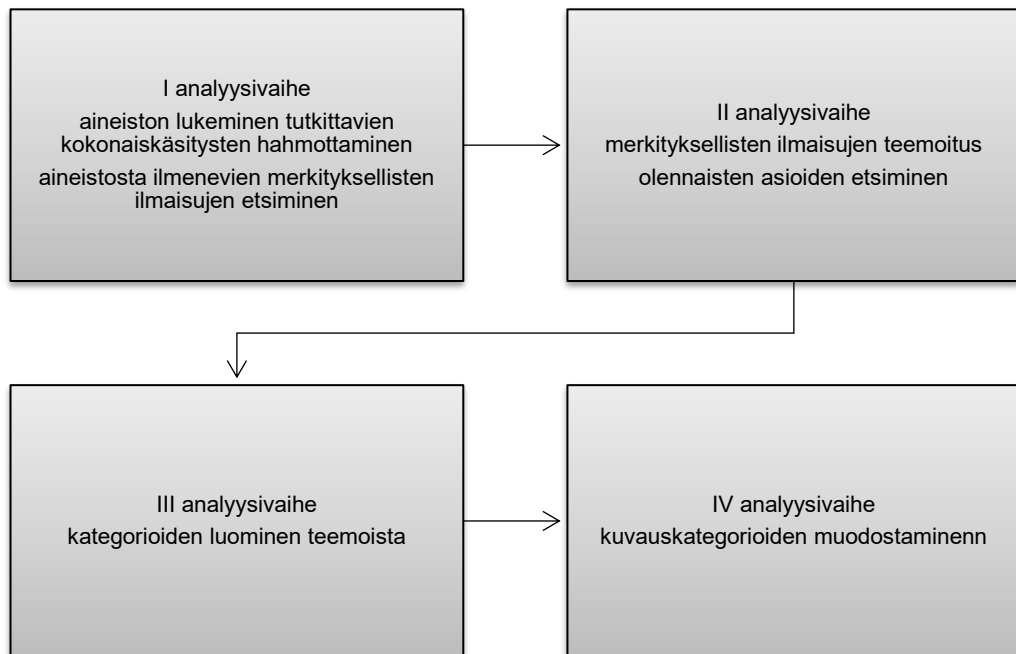 I analyysivaihe
aineiston lukeminen tutkittavien
kokonaiskäsitysten hahmottaminen
aineistosta ilmenevien merkityksellisten
ilmaisujen etsiminen
II analyysivaihe
merkityksellisten ilmaisujen teemoitus
olennaisten asioiden etsiminen
III analyysivaihe
kategorioiden luominen teemoista
IV analyysivaihe
kuvauskategorioiden muodostaminenn